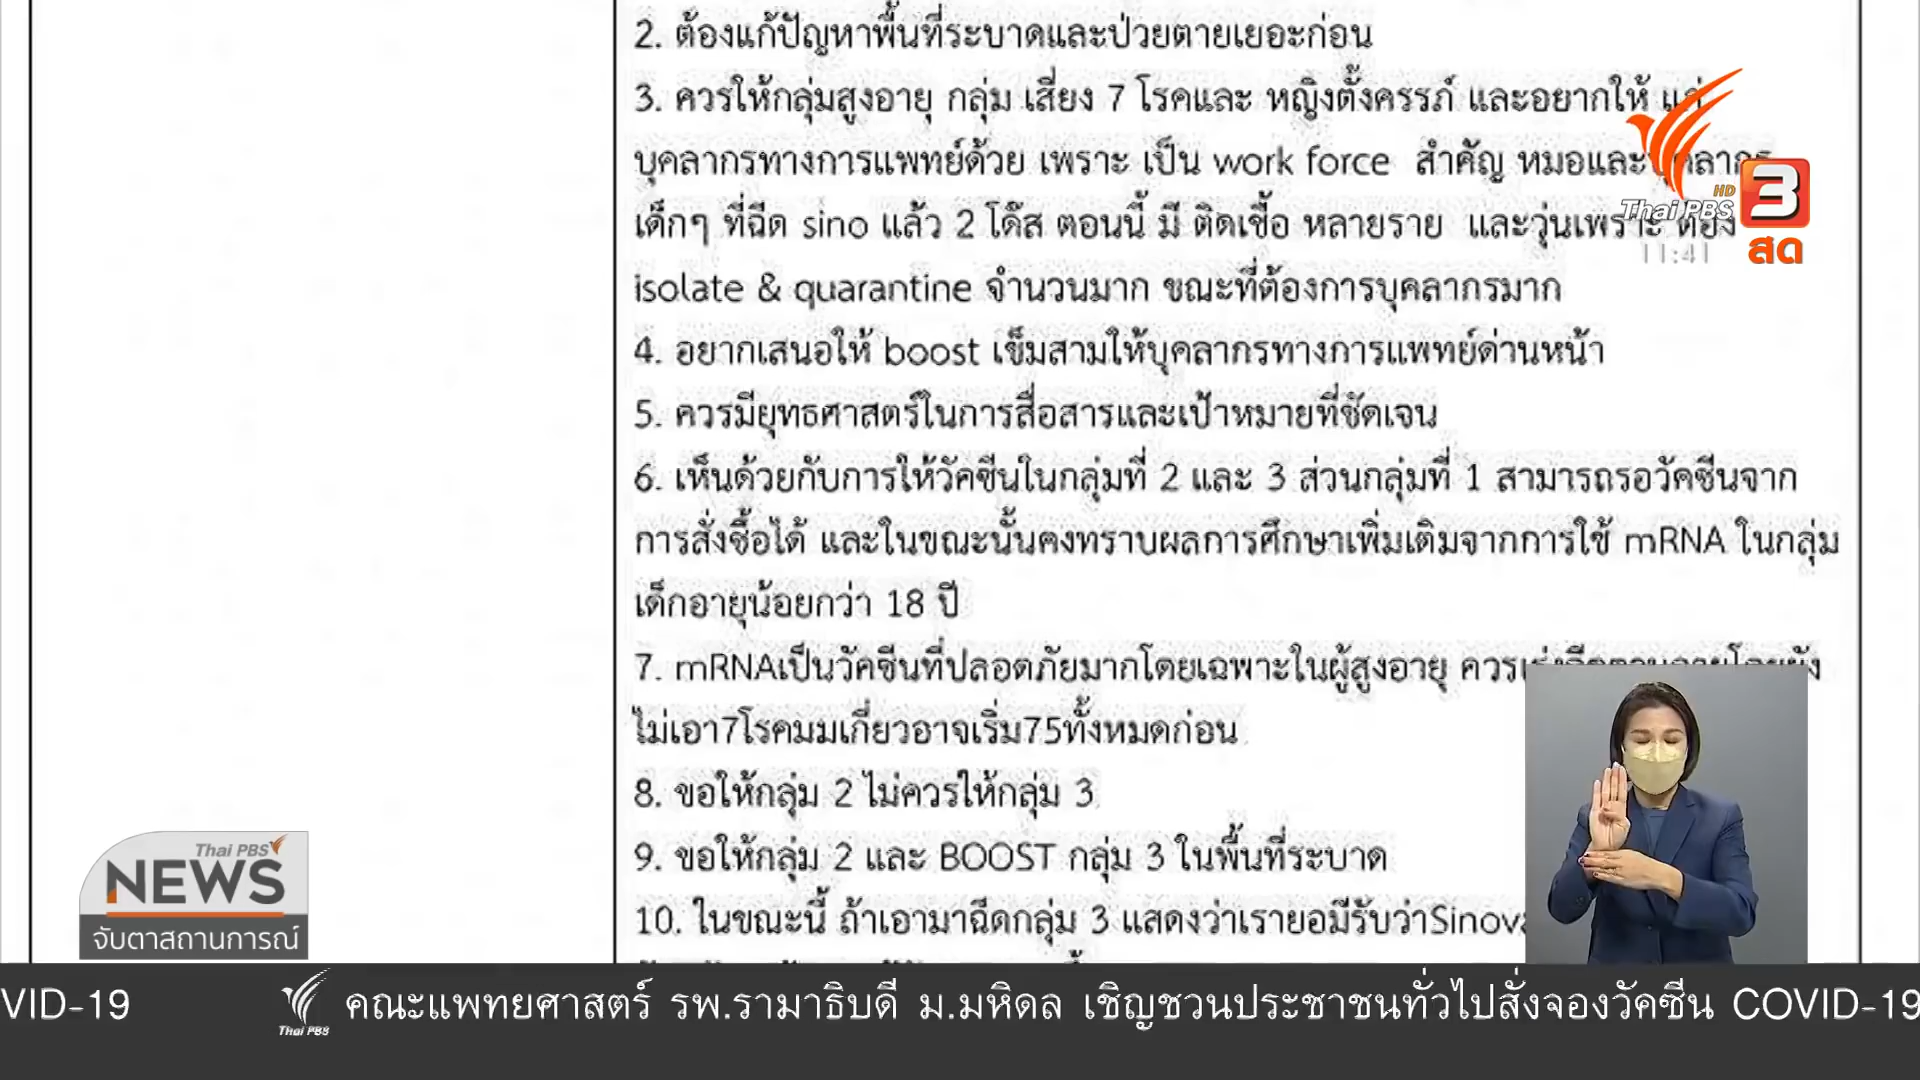 2. ต้องแก้ปัญหาพื้นที่ระบาดและป่วยตายเยอะก่อน
3. ควรให้กลุ่มสูงอายุ กลุ่ม เสี่ยง 7 โรคและ หญิงตั้งครรภ์ และอยากให้ แก่
บุคลากรทางการแพทย์ด้วย เพราะ เป็น work force สำคัญ หมอและบุคลากร
เด็กๆ ที่ฉีด sino แล้ว 2 โด๊ส ตอนนี้ มี ติดเชื้อ หลายราย และวุ่นเพราะ ต้อง
isolate & quarantine จำนวนมาก ขณะที่ต้องการบุคลากรมาก
4. อยากเสนอให้ boost เข็มสามให้บุคลากรทางการแพทย์ด่านหน้า
5. ควรมียุทธศาสตร์ในการสื่อสารและเป้าหมายที่ชัดเจน
6. เห็นด้วยกับการให้วัคซีนในกลุ่มที่ 2 และ 3 ส่วนกลุ่มที่ 1 สามารถรอวัคซีนจาก
การสั่งซื้อได้ และในขณะนั้นคงทราบผลการศึกษาเพิ่มเติมจากการใช้ mRNA ในกลุ่ม
เด็กอายุน้อยกว่า 18 ปี
7. mRNAเป็นวัคซีนที่ปลอดภัยมากโดยเฉพาะในผู้สูงอายุ ควร
ไม่เอา7โรคมมเกี่ยวอาจเริ่ม75ทั้งหมดก่อน
8. ขอให้กลุ่ม 2 ไม่ควรให้กลุ่ม 3
9. ขอให้กลุ่ม 2 และ BOOST กลุ่ม 3 ในพื้นที่ระบาด
10. ในขณะนี้ ถ้าเอามาฉีดกลุ่ม 3 แสดงว่าเรายอมีรับว่าSinova
HD
Thai PBS 3
11:41 สด
Thai PBS
NEWS
จับตาสถานการณ์
VID-19 Thai PBS คณะแพทยศาสตร์ รพ.รามาธิบดี ม.มหิดล เชิญชวนประชาชนทั่วไปสั่งจองวัคซีน COVID-19